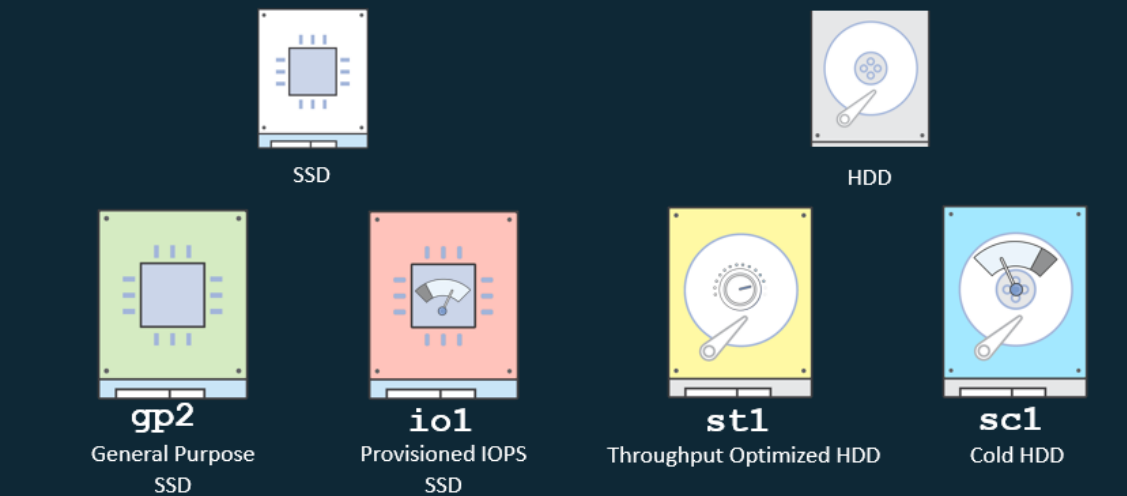 SSD
HDD
gp2
General Purpose
SSD
io1
Provisioned IOPS
SSD
st1
Throughput Optimized HDD
sc1
Cold HDD